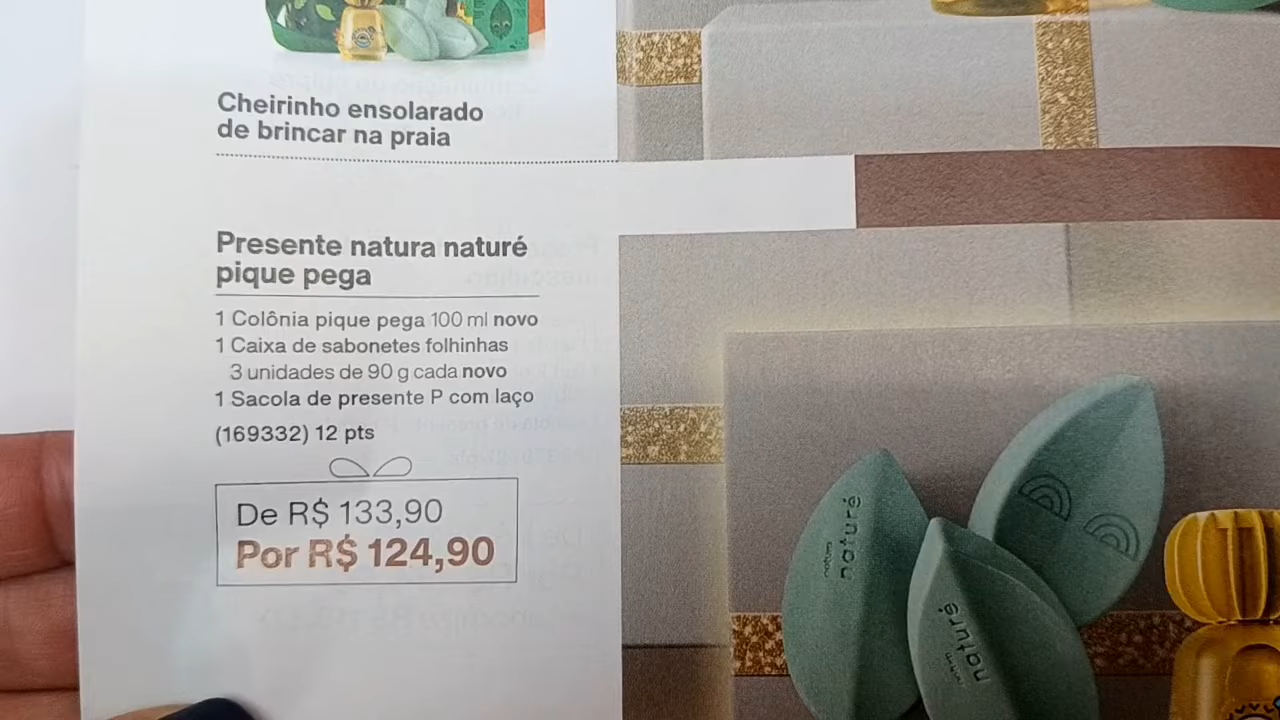 Cheirinho ensolarado
de brincar na praia
Presente natura naturé
pique pega
1 Colônia pique pega 100 ml novo
1 Caixa de sabonetes folhinhas
3 unidades de 90 g cada novo
1 Sacola de presente P com laço
(169332) 12 pts
De R$ 133,90
Por R$ 124,90
natura
naturé
natura
naturé